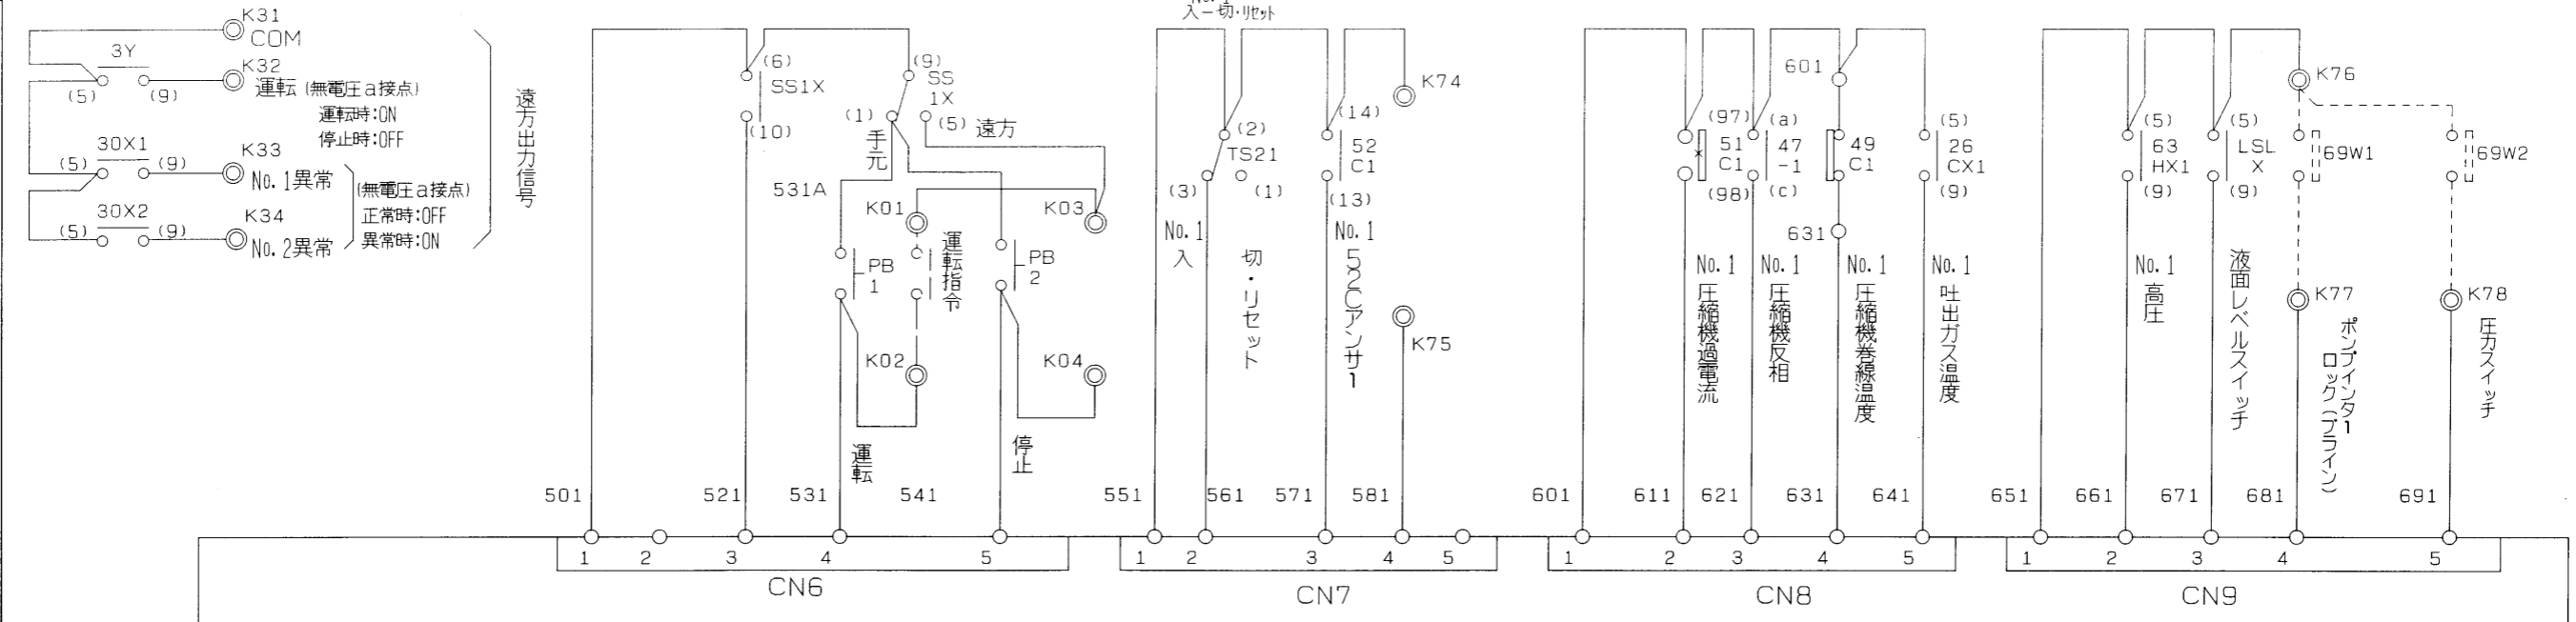 No.1
入ー切・リセット
K31
COM
3Y
K32
(5)
(9)
運転 (無電圧a接点)
運転時:ON
停止時:OFF
30X1
K33
(5)
(9)
No.1異常
(無電圧a接点)
正常時:OFF
異常時:ON
30X2
K34
(5)
(9)
No.2異常
遠方出力信号
(6)
SS1X
(10)
(9)
SS
1X
(1)
(5)
手元
遠方
531A
K01
K03
PB
1
運転指令
PB
2
K02
K04
運転
停止
501
521
531
541
(2)
TS21
(3)
(1)
No.1
入
切・リセット
(14)
52
C1
(13)
No.1
52Cアンサ1
K74
K75
551
561
571
581
601
(97)
51
C1
(98)
(a)
47
-1
(c)
49
C1
631
(5)
26
CX1
(9)
No.1
圧縮機過電流
No.1
圧縮機反相
No.1
圧縮機巻線温度
No.1
吐出ガス温度
601
611
621
631
641
(5)
63
HX1
(9)
(5)
LSL
X
(9)
K76
69W1
69W2
No.1
高圧
液面レベルスイッチ
K77
ポンプインタ1
ロック(ブライン)
K78
圧力スイッチ
651
661
671
681
691
1
2
3
4
5
CN6
1
2
3
4
5
CN7
1
2
3
4
5
CN8
1
2
3
4
5
CN9